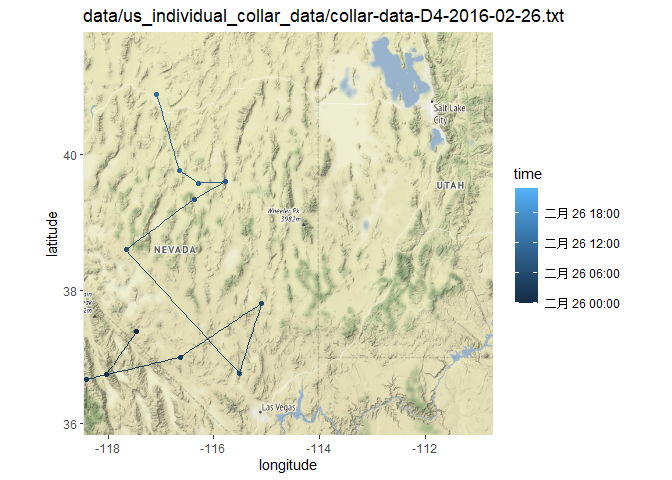 data/us_individual_collar_data/collar-data-D4-2016-02-26.txt
Salt Lake
City
UTAH
Wheeler Pk
3982m
NEVADA
Las Vegas
40
38
36
-118
-116
-114
-112
latitude
longitude
time
二月 26 18:00
二月 26 12:00
二月 26 06:00
二月 26 00:00